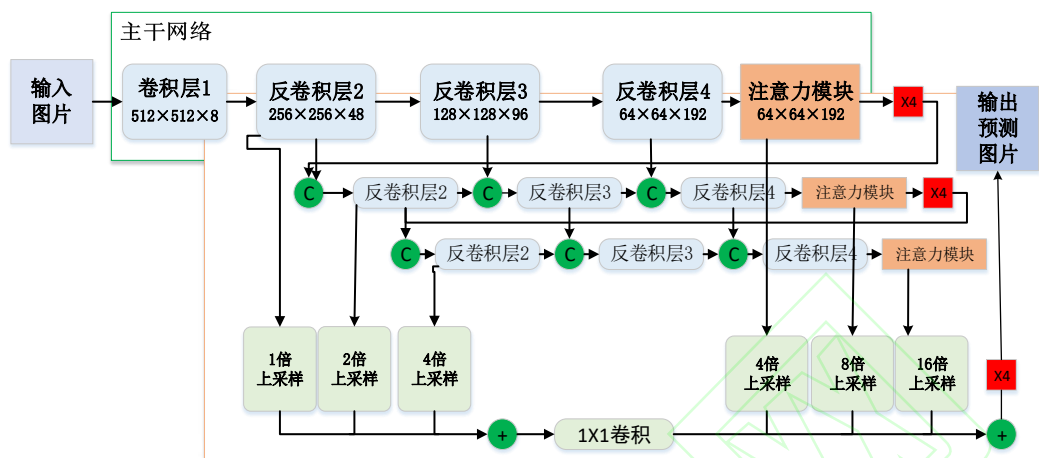 主干网络
输入
图片
卷积层1
512×512×8
反卷积层2
256×256×48
反卷积层3
128×128×96
反卷积层4
64×64×192
注意力模块
64×64×192
X4
输出
预测
图片
C
反卷积层2
C
反卷积层3
C
反卷积层4
注意力模块
X4
C
反卷积层2
C
反卷积层3
C
反卷积层4
注意力模块
1倍
上采样
2倍
上采样
4倍
上采样
4倍
上采样
8倍
上采样
16倍
上采样
X4
+
1X1卷积
+